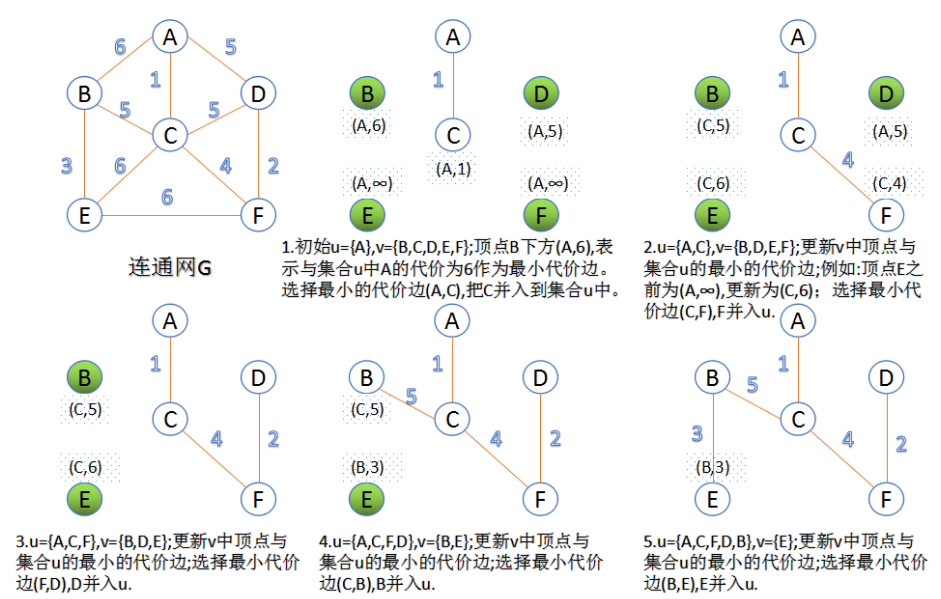 A
6
5
1
B
D
5
5
C
3
6
4
2
6
E
F
连通网G
A
1
B
D
(A,6)
C
(A,5)
(A,1)
(A,∞)
(A,∞)
E
F
1.初始u={A},v={B,C,D,E,F};顶点B下方(A,6),表
示与集合u中A的代价为6作为最小代价边。
选择最小的代价边(A,C),把C并入到集合u中。
A
1
B
D
(C,5)
C
(A,5)
4
(C,6)
(C,4)
E
F
2.u={A,C},v={B,D,E,F};更新v中顶点与
集合u的最小的代价边;例如:顶点E之
前为(A,∞),更新为(C,6)；选择最小代
价边(C,F),F并入u.
A
1
B
D
(C,5)
C
4
2
(C,6)
E
F
3.u={A,C,F},v={B,D,E};更新v中顶点与
集合u的最小的代价边;选择最小代价
边(F,D),D并入u.
A
1
B
D
5
(C,5)
C
4
2
(B,3)
E
F
4.u={A,C,F,D},v={B,E};更新v中顶点与
集合u的最小的代价边;选择最小代价边
(C,B),B并入u.
A
1
B
D
5
C
3
4
2
(B,3)
E
F
5.u={A,C,F,D,B},v={E};更新v中顶点与
集合u的最小的代价边;选择最小代价
边(B,E),E并入u.